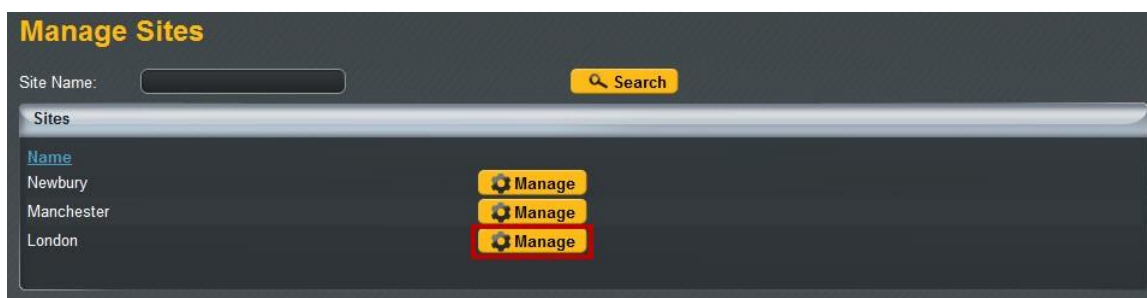 Manage Sites
Site Name: Search
Sites
Name
Newbury Manage
Manchester Manage
London Manage